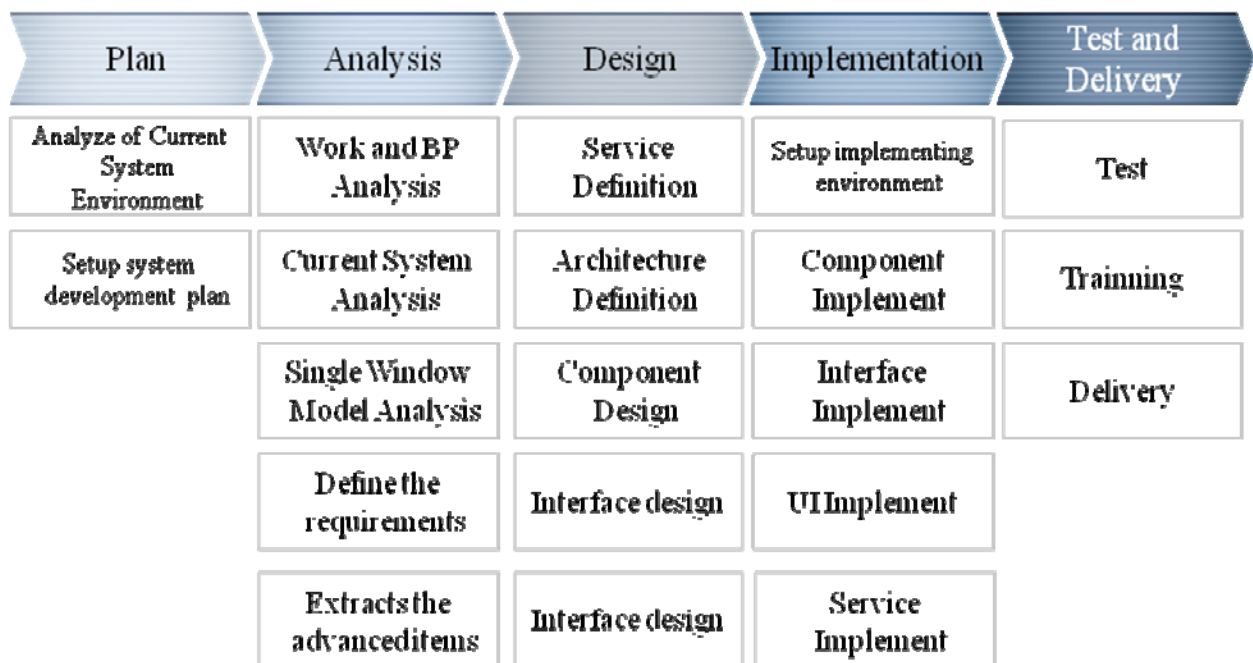 Plan
Analysis
Design
Implementation
Test and
Delivery
Analyze of Current
System
Environment
Work and BP
Analysis
Service
Definition
Setup implementing
environment
Test
Setup system
development plan
Current System
Analysis
Architecture
Definition
Component
Implement
Trainning
Single Window
Model Analysis
Component
Design
Interface
Implement
Delivery
Define the
requirements
Interface design
UI Implement
Extracts the
advanced items
Interface design
Service
Implement